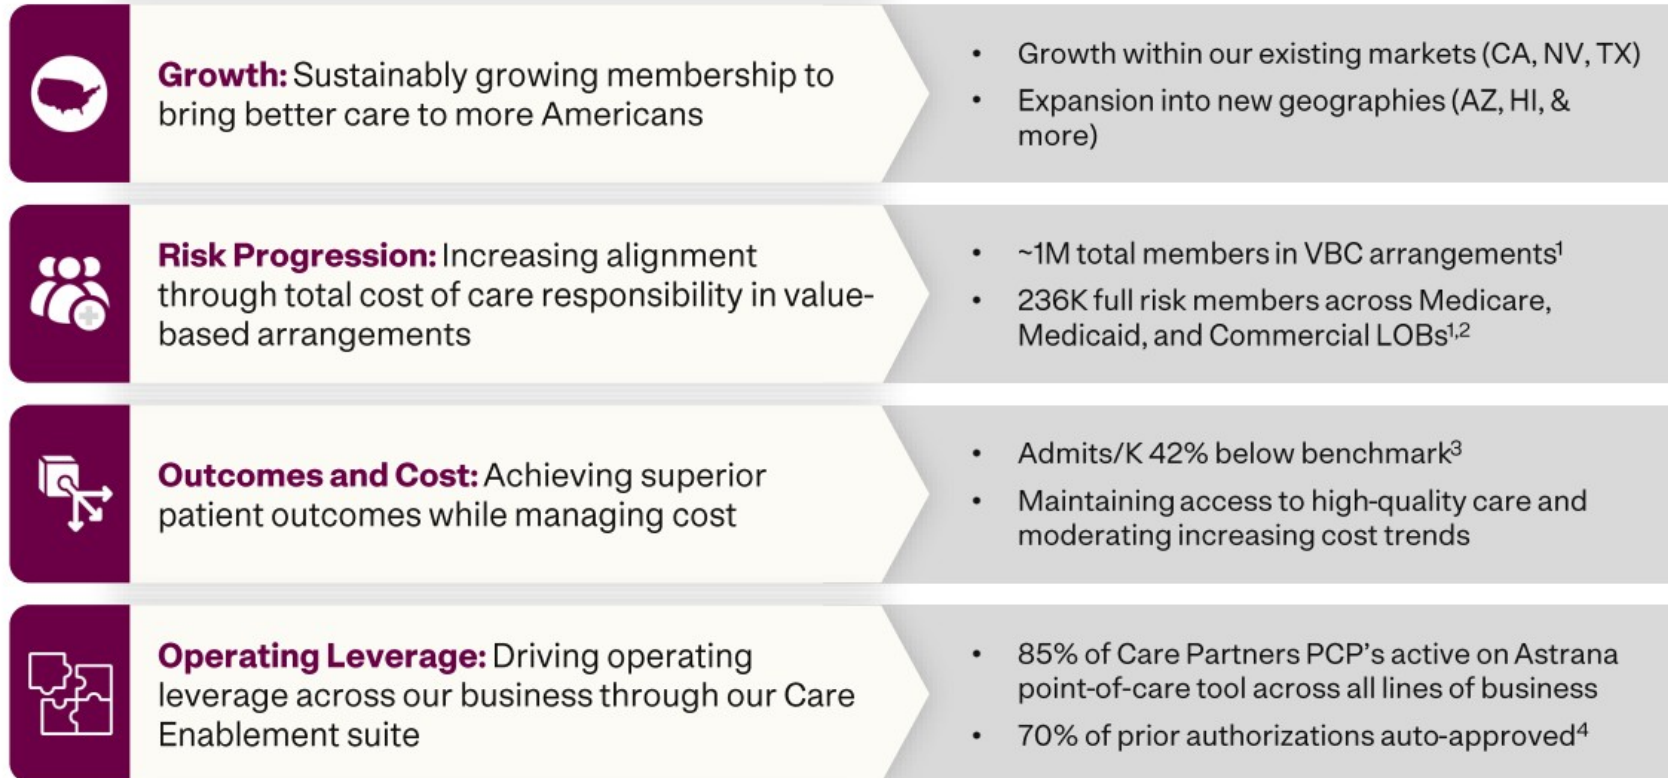 Growth: Sustainably growing membership to
bring better care to more Americans
• Growth within our existing markets (CA, NV, TX)
• Expansion into new geographies (AZ, HI, &
more)
Risk Progression: Increasing alignment
through total cost of care responsibility in value-
based arrangements
• ~1M total members in VBC arrangements¹
• 236K full risk members across Medicare,
Medicaid, and Commercial LOBs¹,²
Outcomes and Cost: Achieving superior
patient outcomes while managing cost
• Admits/K 42% below benchmark³
• Maintaining access to high-quality care and
moderating increasing cost trends
Operating Leverage: Driving operating
leverage across our business through our Care
Enablement suite
• 85% of Care Partners PCP's active on Astrana
point-of-care tool across all lines of business
• 70% of prior authorizations auto-approved⁴